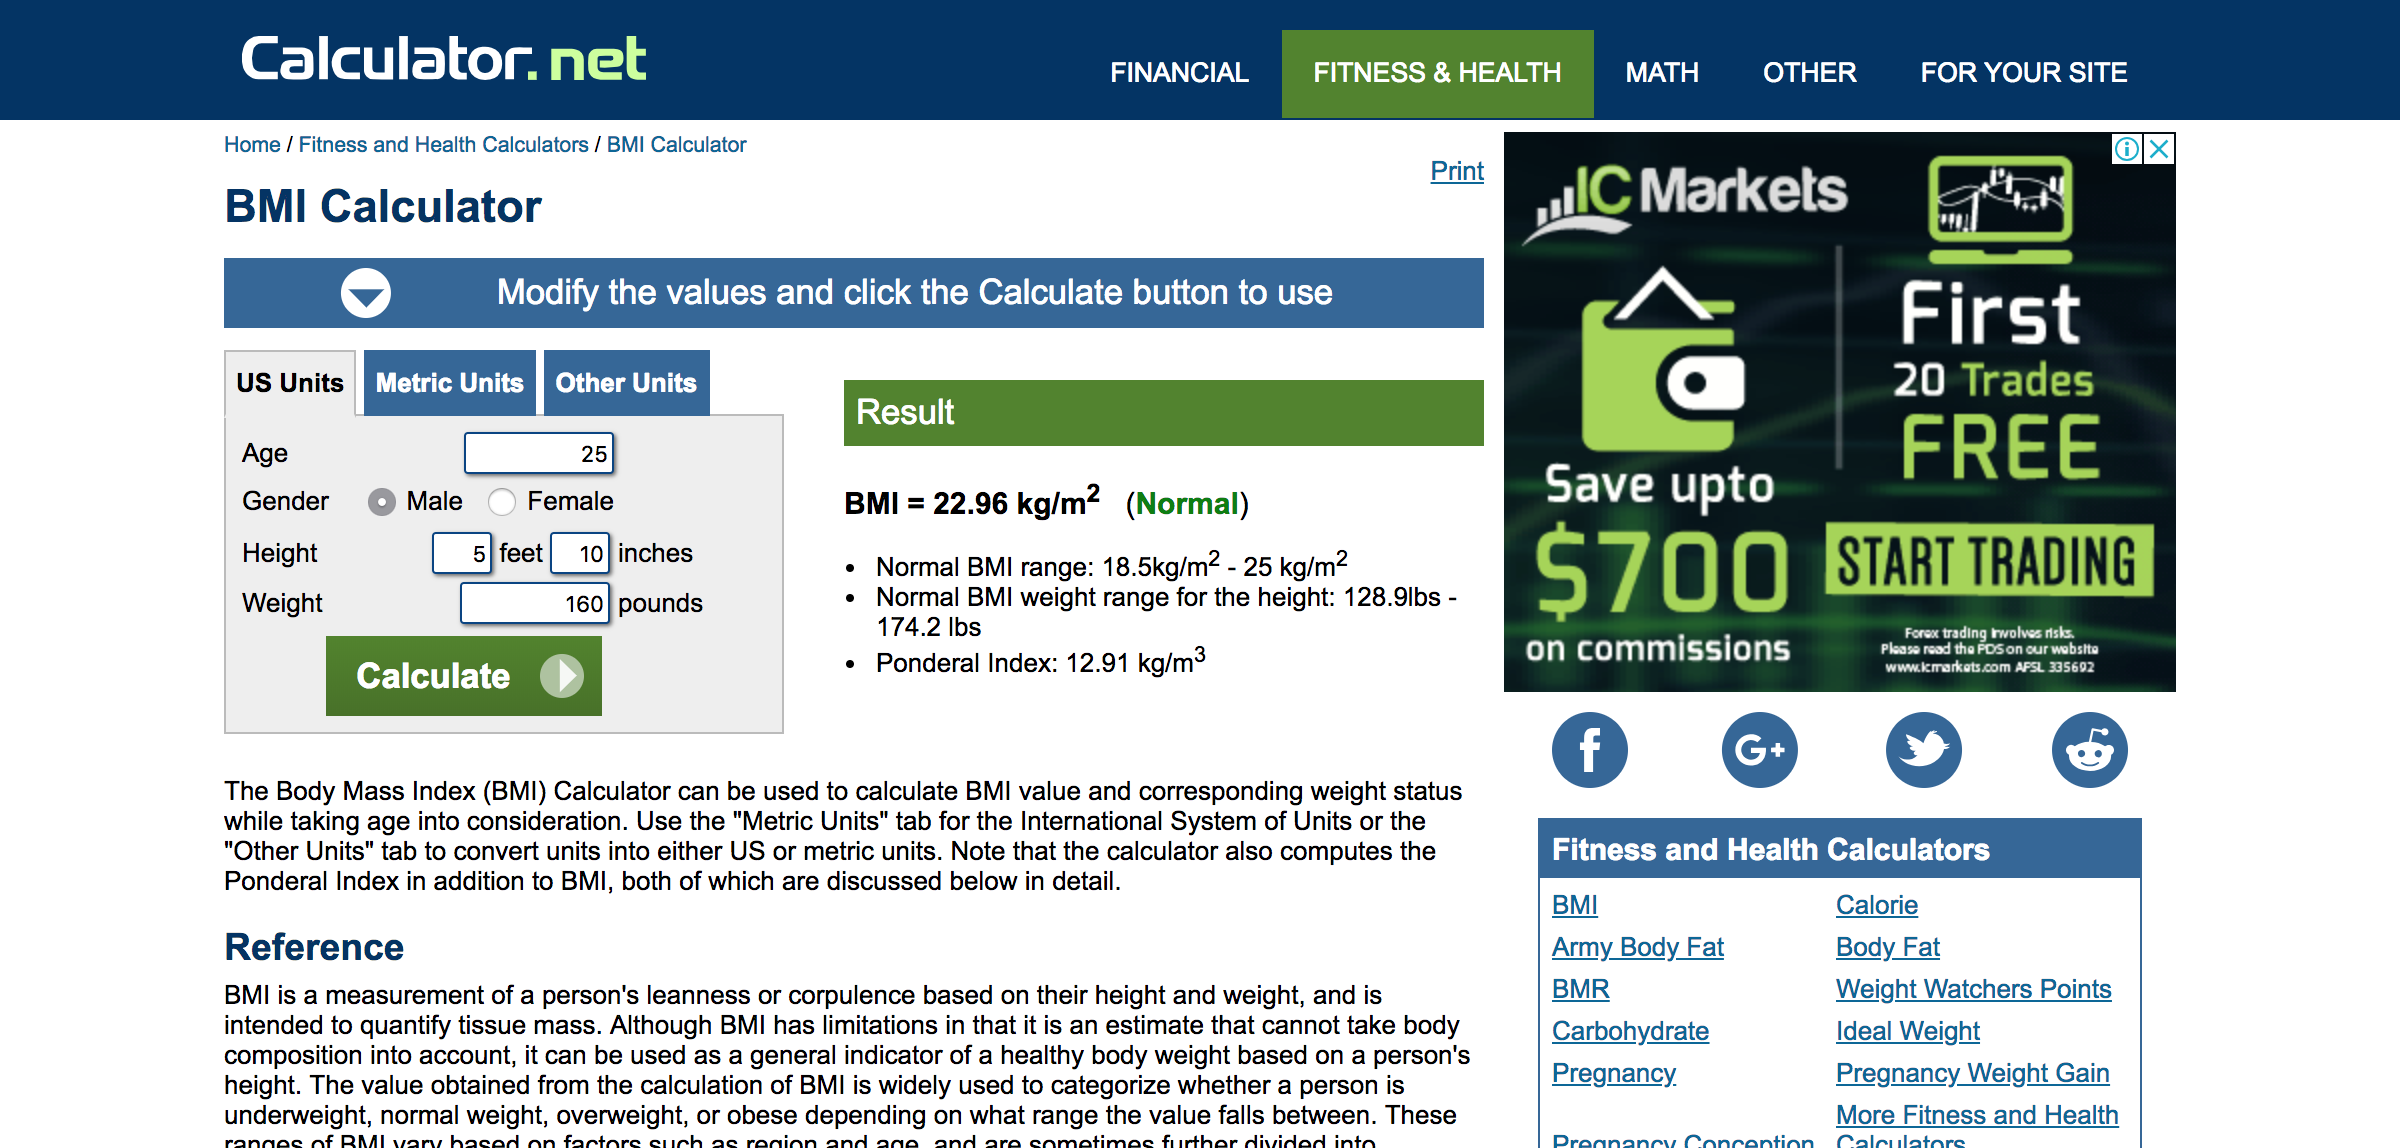 Calculator.net
FINANCIAL
FITNESS & HEALTH
MATH
OTHER
FOR YOUR SITE
Home / Fitness and Health Calculators / BMI Calculator
Print
BMI Calculator
Modify the values and click the Calculate button to use
US Units
Metric Units
Other Units
Age 25
Gender Male Female
Height 5 feet 10 inches
Weight 160 pounds
Calculate
Result
BMI = 22.96 kg/m² (Normal)
• Normal BMI range: 18.5kg/m² - 25 kg/m²
• Normal BMI weight range for the height: 128.9lbs -
174.2 lbs
• Ponderal Index: 12.91 kg/m³
The Body Mass Index (BMI) Calculator can be used to calculate BMI value and corresponding weight status
while taking age into consideration. Use the "Metric Units" tab for the International System of Units or the
"Other Units" tab to convert units into either US or metric units. Note that the calculator also computes the
Ponderal Index in addition to BMI, both of which are discussed below in detail.
Reference
BMI is a measurement of a person's leanness or corpulence based on their height and weight, and is
intended to quantify tissue mass. Although BMI has limitations in that it is an estimate that cannot take body
composition into account, it can be used as a general indicator of a healthy body weight based on a person's
height. The value obtained from the calculation of BMI is widely used to categorize whether a person is
underweight, normal weight, overweight, or obese depending on what range the value falls between. These
ranges of BMI vary based on factors such as region and age, and are sometimes further divided into
IC Markets
Save upto
$700
on commissions
First
20 Trades
FREE
START TRADING
Forex trading involves risks.
Please read the PDS on our website
www.icmarkets.com AFSL 335692
f
G+
Fitness and Health Calculators
BMI
Calorie
Army Body Fat
Body Fat
BMR
Weight Watchers Points
Carbohydrate
Ideal Weight
Pregnancy
Pregnancy Weight Gain
Pregnancy Conception
More Fitness and Health
Calculators